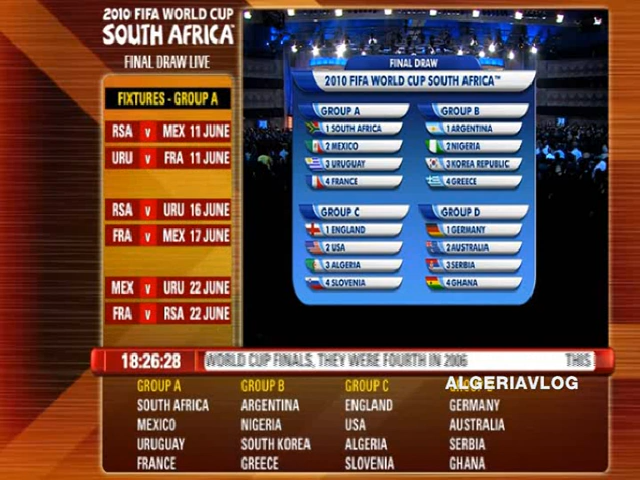 2010 FIFA WORLD CUP
SOUTH AFRICA™
FINAL DRAW LIVE
FIXTURES - GROUP A
RSA v MEX 11 JUNE
URU v FRA 11 JUNE
RSA v URU 16 JUNE
FRA v MEX 17 JUNE
MEX v URU 22 JUNE
FRA v RSA 22 JUNE
FINAL DRAW
2010 FIFA WORLD CUP SOUTH AFRICA™
GROUP A
1 SOUTH AFRICA
2 MEXICO
3 URUGUAY
4 FRANCE
GROUP B
1 ARGENTINA
2 NIGERIA
3 KOREA REPUBLIC
4 GREECE
GROUP C
1 ENGLAND
2 USA
3 ALGERIA
4 SLOVENIA
GROUP D
1 GERMANY
2 AUSTRALIA
3 SERBIA
4 GHANA
18:26:28 WORLD CUP FINALS, THEY WERE FOURTH IN 2006 THIS
ALGERIAVLOG
GROUP A
SOUTH AFRICA
MEXICO
URUGUAY
FRANCE
GROUP B
ARGENTINA
NIGERIA
SOUTH KOREA
GREECE
GROUP C
ENGLAND
USA
ALGERIA
SLOVENIA
GERMANY
AUSTRALIA
SERBIA
GHANA